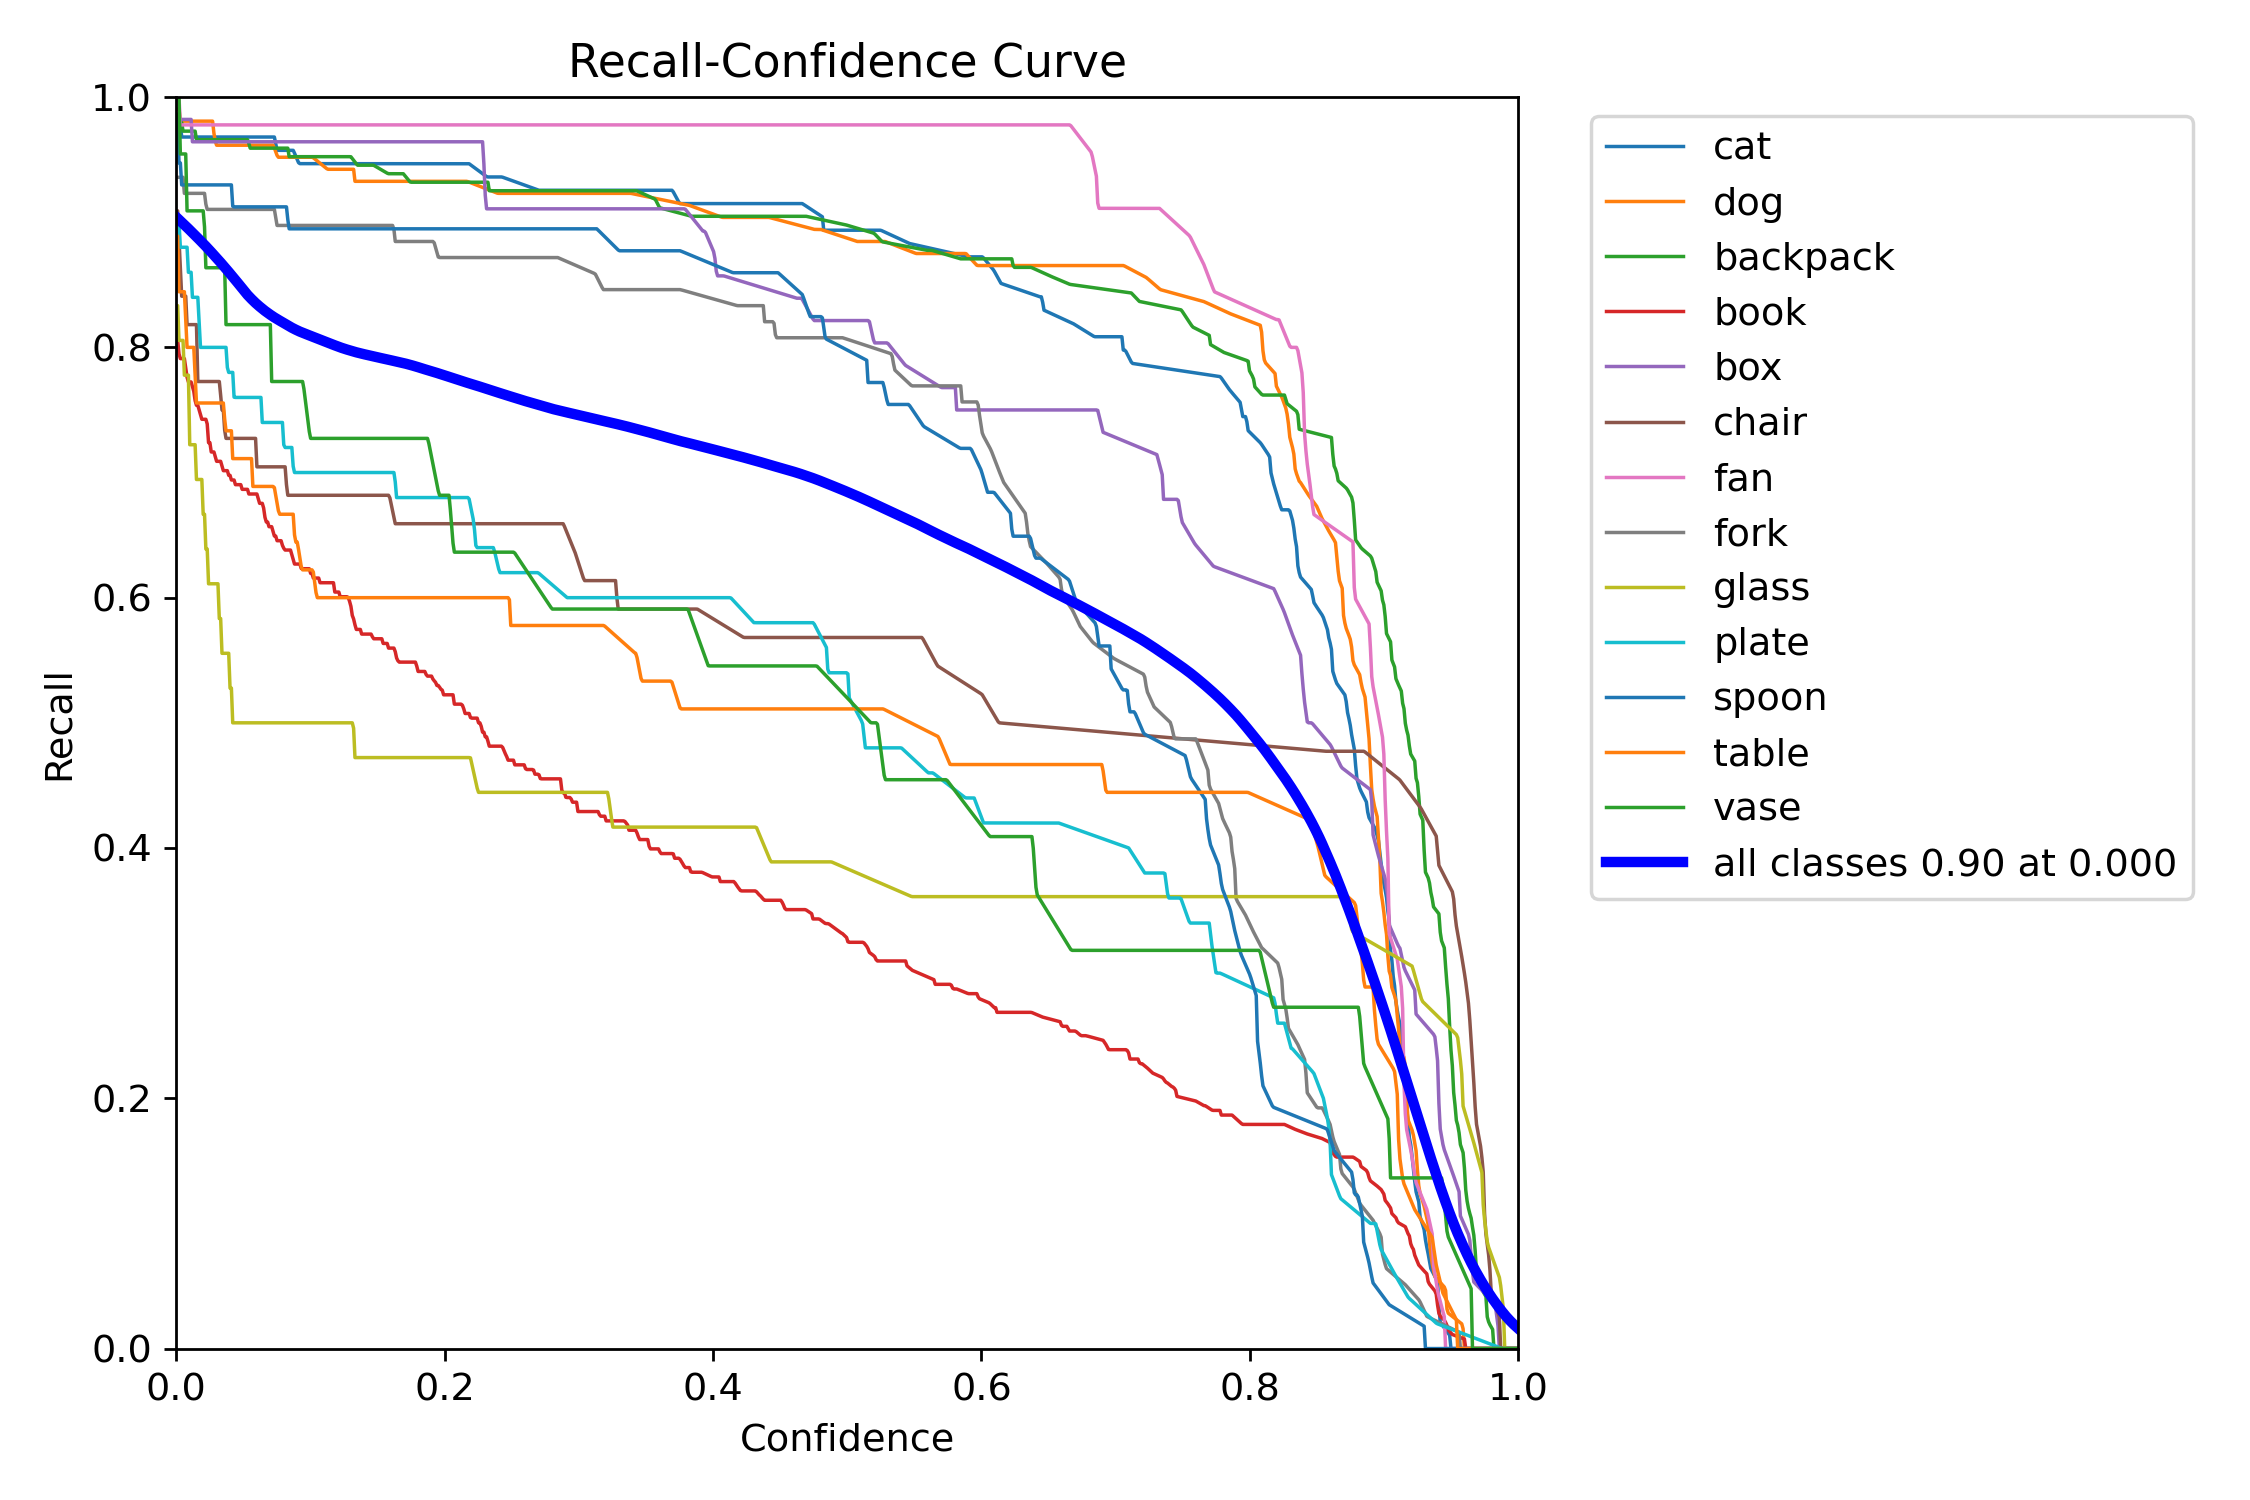 Recall-Confidence Curve
1.0
0.8
0.6
0.4
0.2
0.0
Recall
0.0 0.2 0.4 0.6 0.8 1.0
Confidence
cat
dog
backpack
book
box
chair
fan
fork
glass
plate
spoon
table
vase
all classes 0.90 at 0.000